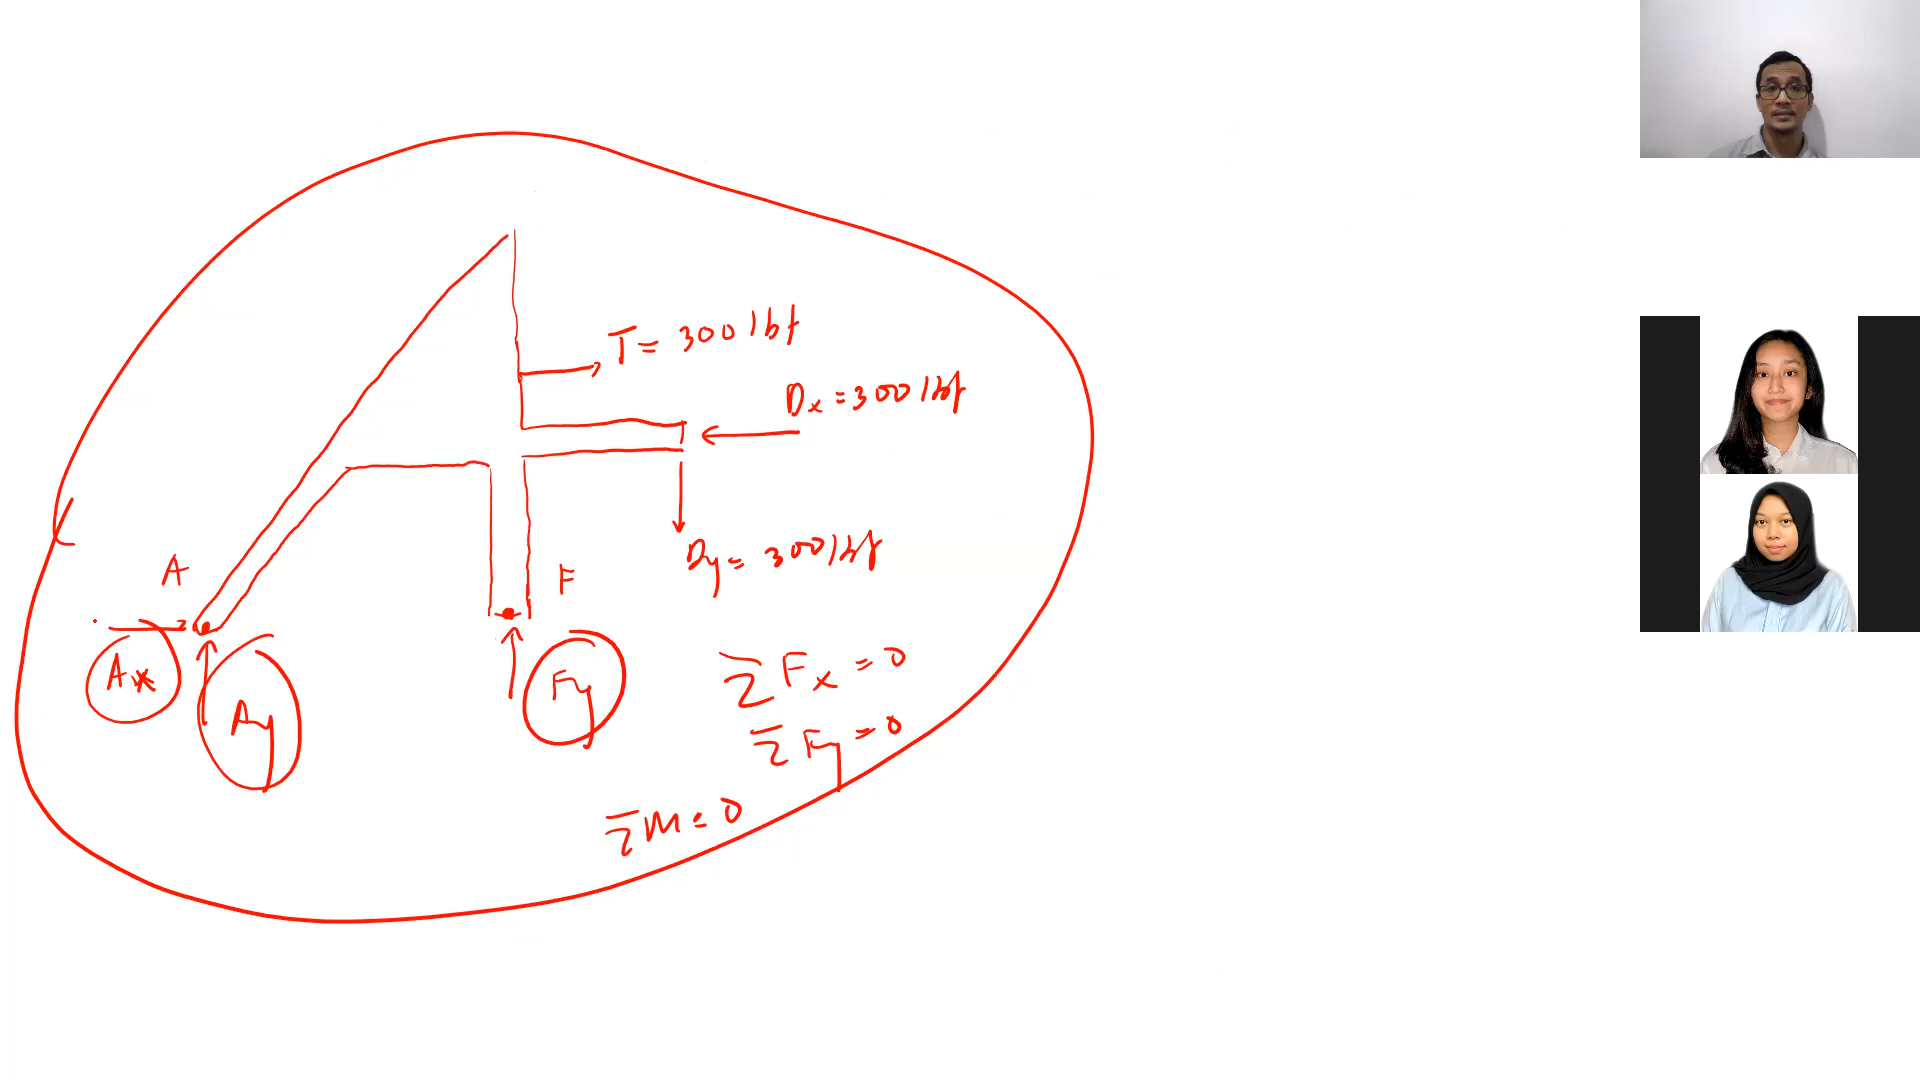 T = 300 lbf
Dx = 300 lbf
Dy = 300 lbf
A
F
Ax
Ay
Fy
ΣFx = 0
ΣFy = 0
ΣM = 0